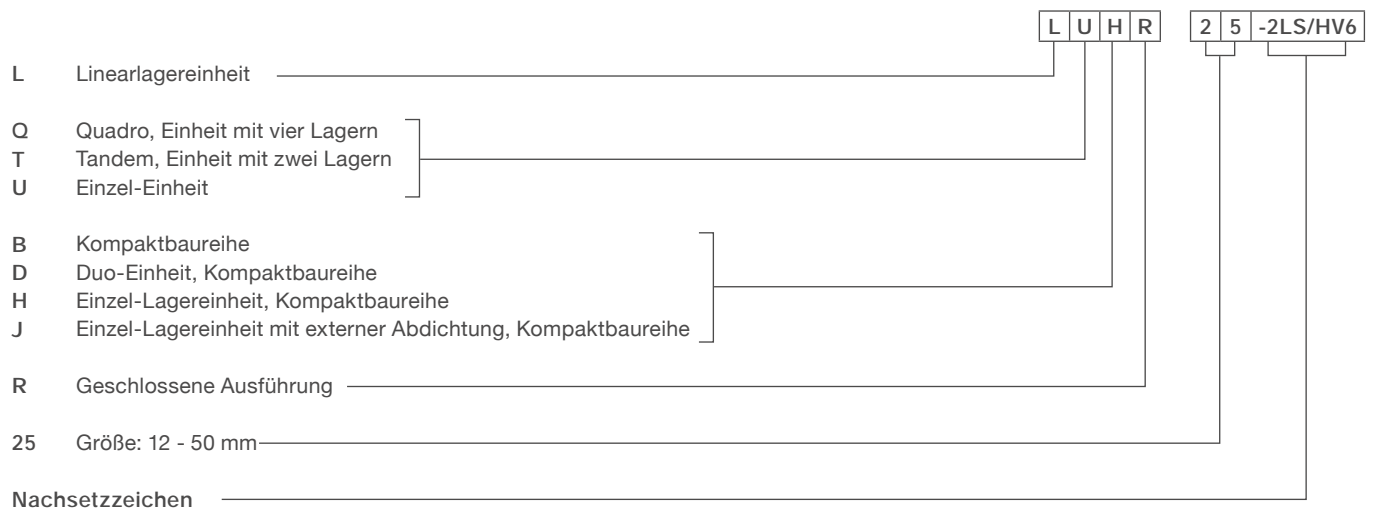 L U H R 2 5 -2LS/HV6
L Linearlagereinheit
Q Quadro, Einheit mit vier Lagern
T Tandem, Einheit mit zwei Lagern
U Einzel-Einheit
B Kompaktbaureihe
D Duo-Einheit, Kompaktbaureihe
H Einzel-Lagereinheit, Kompaktbaureihe
J Einzel-Lagereinheit mit externer Abdichtung, Kompaktbaureihe
R Geschlossene Ausführung
25 Größe: 12 - 50 mm
Nachsetzzeichen